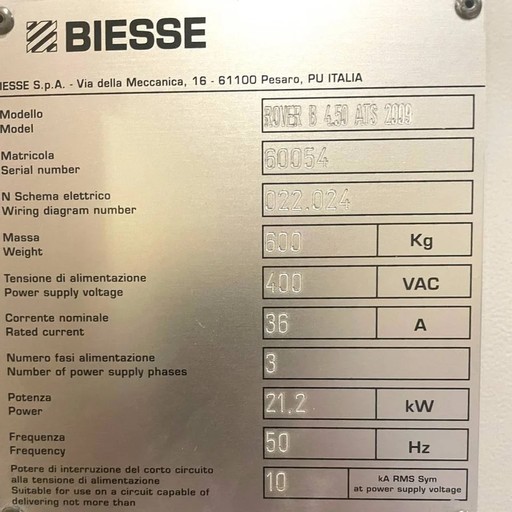 BIESSE
IESSE S.p.A. - Via della Meccanica, 16 - 61100 Pesaro, PU ITALIA
Modello
Model
ROVER B 4.50 ATS 2009
Matricola
Serial number
60054
N Schema elettrico
Wiring diagram number
022.024
Massa
Weight
600 Kg
Tensione di alimentazione
Power supply voltage
400 VAC
Corrente nominale
Rated current
36 A
Numero fasi alimentazione
Number of power supply phases
3
Potenza
Power
21,2 kW
Frequenza
Frequency
50 Hz
Potere di interruzione del corto circuito
alla tensione di alimentazione
Suitable for use on a circuit capable of
delivering not more than
10 kA RMS Sym
at power supply voltage